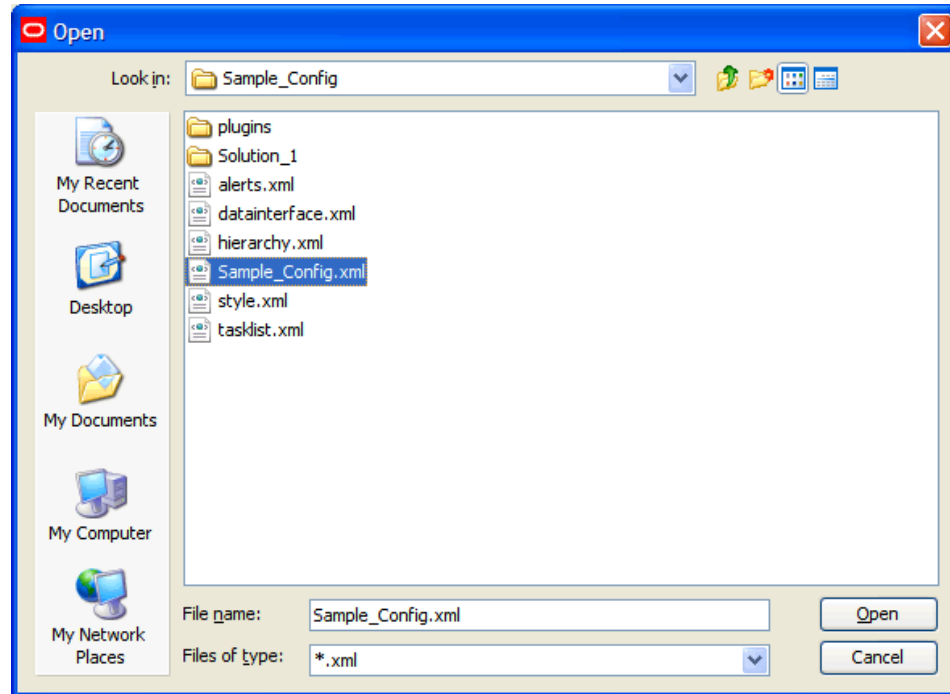 Open
Look in: Sample_Config
My Recent
Documents
Desktop
My Documents
My Computer
My Network
Places
plugins
Solution_1
alerts.xml
datainterface.xml
hierarchy.xml
Sample_Config.xml
style.xml
tasklist.xml
File name: Sample_Config.xml Open
Files of type: *.xml Cancel